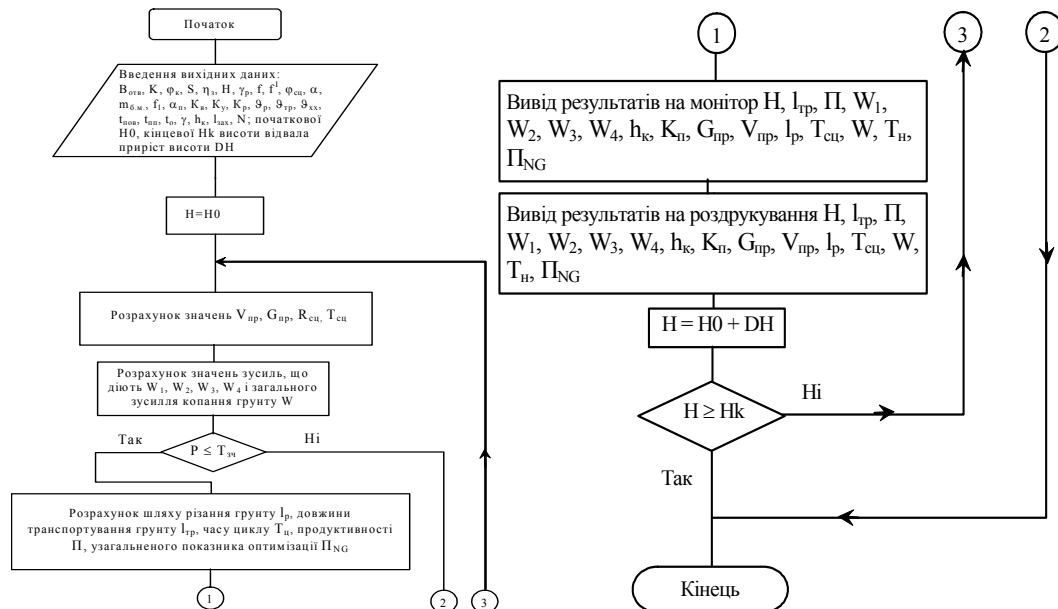 Початок
Введення вихідних даних:
Bотв, K, φк, S, ηз, H, γр, f, f¹, φсц, α,
mб.м., f1, αп, Кв, Ку, Кр, ϑр, ϑтр, ϑхх,
tпов, tпп, tо, γ, hк, lзах, N; початкової
H0, кінцевої Hk висоти відвала
приріст висоти DH
H=H0
Розрахунок значень Vпр, Gпр, Rсц, Tсц
Розрахунок значень зусиль, що
діють W1, W2, W3, W4 і загального
зусилля копання грунту W
Так
P ≤ Tзч
Ні
Розрахунок шляху різання грунту lр, довжини
транспортування грунту lтр, часу циклу Тц, продуктивності
П, узагальненого показника оптимізації ПNG
1
2
3
1
3
2
Вивід результатів на монітор H, lтр, П, W1,
W2, W3, W4, hк, Kп, Gпр, Vпр, lр, Tсц, W, Tн,
ПNG
Вивід результатів на роздрукування H, lтр, П,
W1, W2, W3, W4, hк, Kп, Gпр, Vпр, lр, Tсц, W,
Tн, ПNG
H = H0 + DH
H ≥ Hk
Ні
Так
Кінець